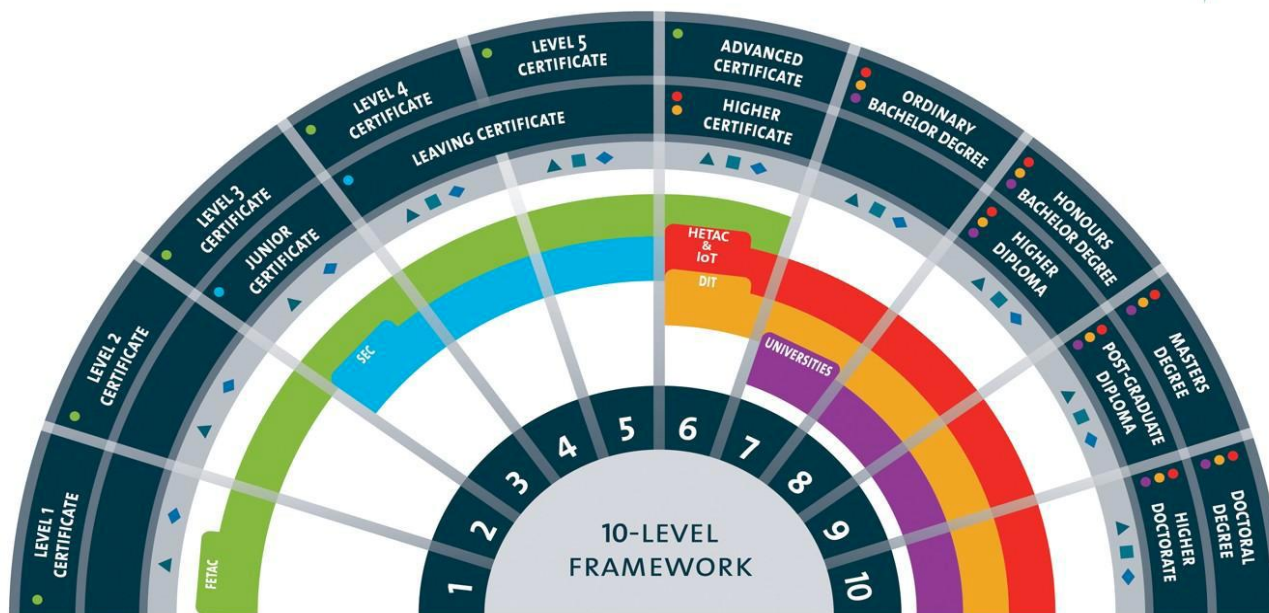 LEVEL 1
CERTIFICATE
LEVEL 2
CERTIFICATE
LEVEL 3
CERTIFICATE
JUNIOR
CERTIFICATE
LEVEL 4
CERTIFICATE
LEVEL 5
CERTIFICATE
LEAVING CERTIFICATE
ADVANCED
CERTIFICATE
HIGHER
CERTIFICATE
ORDINARY
BACHELOR DEGREE
HONOURS
BACHELOR DEGREE
HIGHER
DIPLOMA
MASTERS
DEGREE
POST-GRADUATE
DIPLOMA
DOCTORAL
DEGREE
HIGHER
DOCTORATE
FETAC
SEC
HETAC
&
IoT
DIT
UNIVERSITIES
1
2
3
4
5
6
7
8
9
10
10-LEVEL
FRAMEWORK